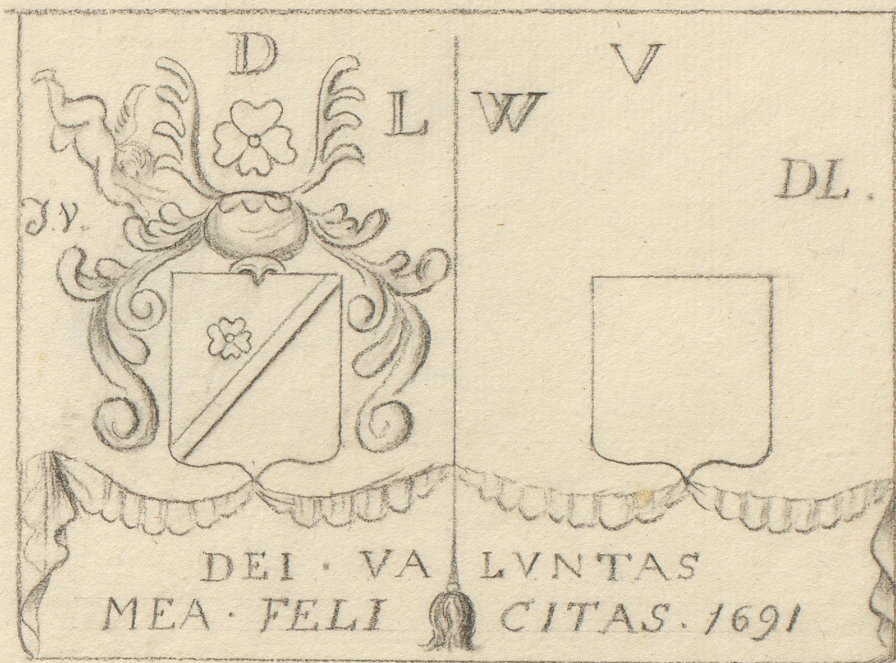 D
V
L W
DL.
J.V.
DEI · VA LVNTAS
MEA · FELI CITAS. 1691